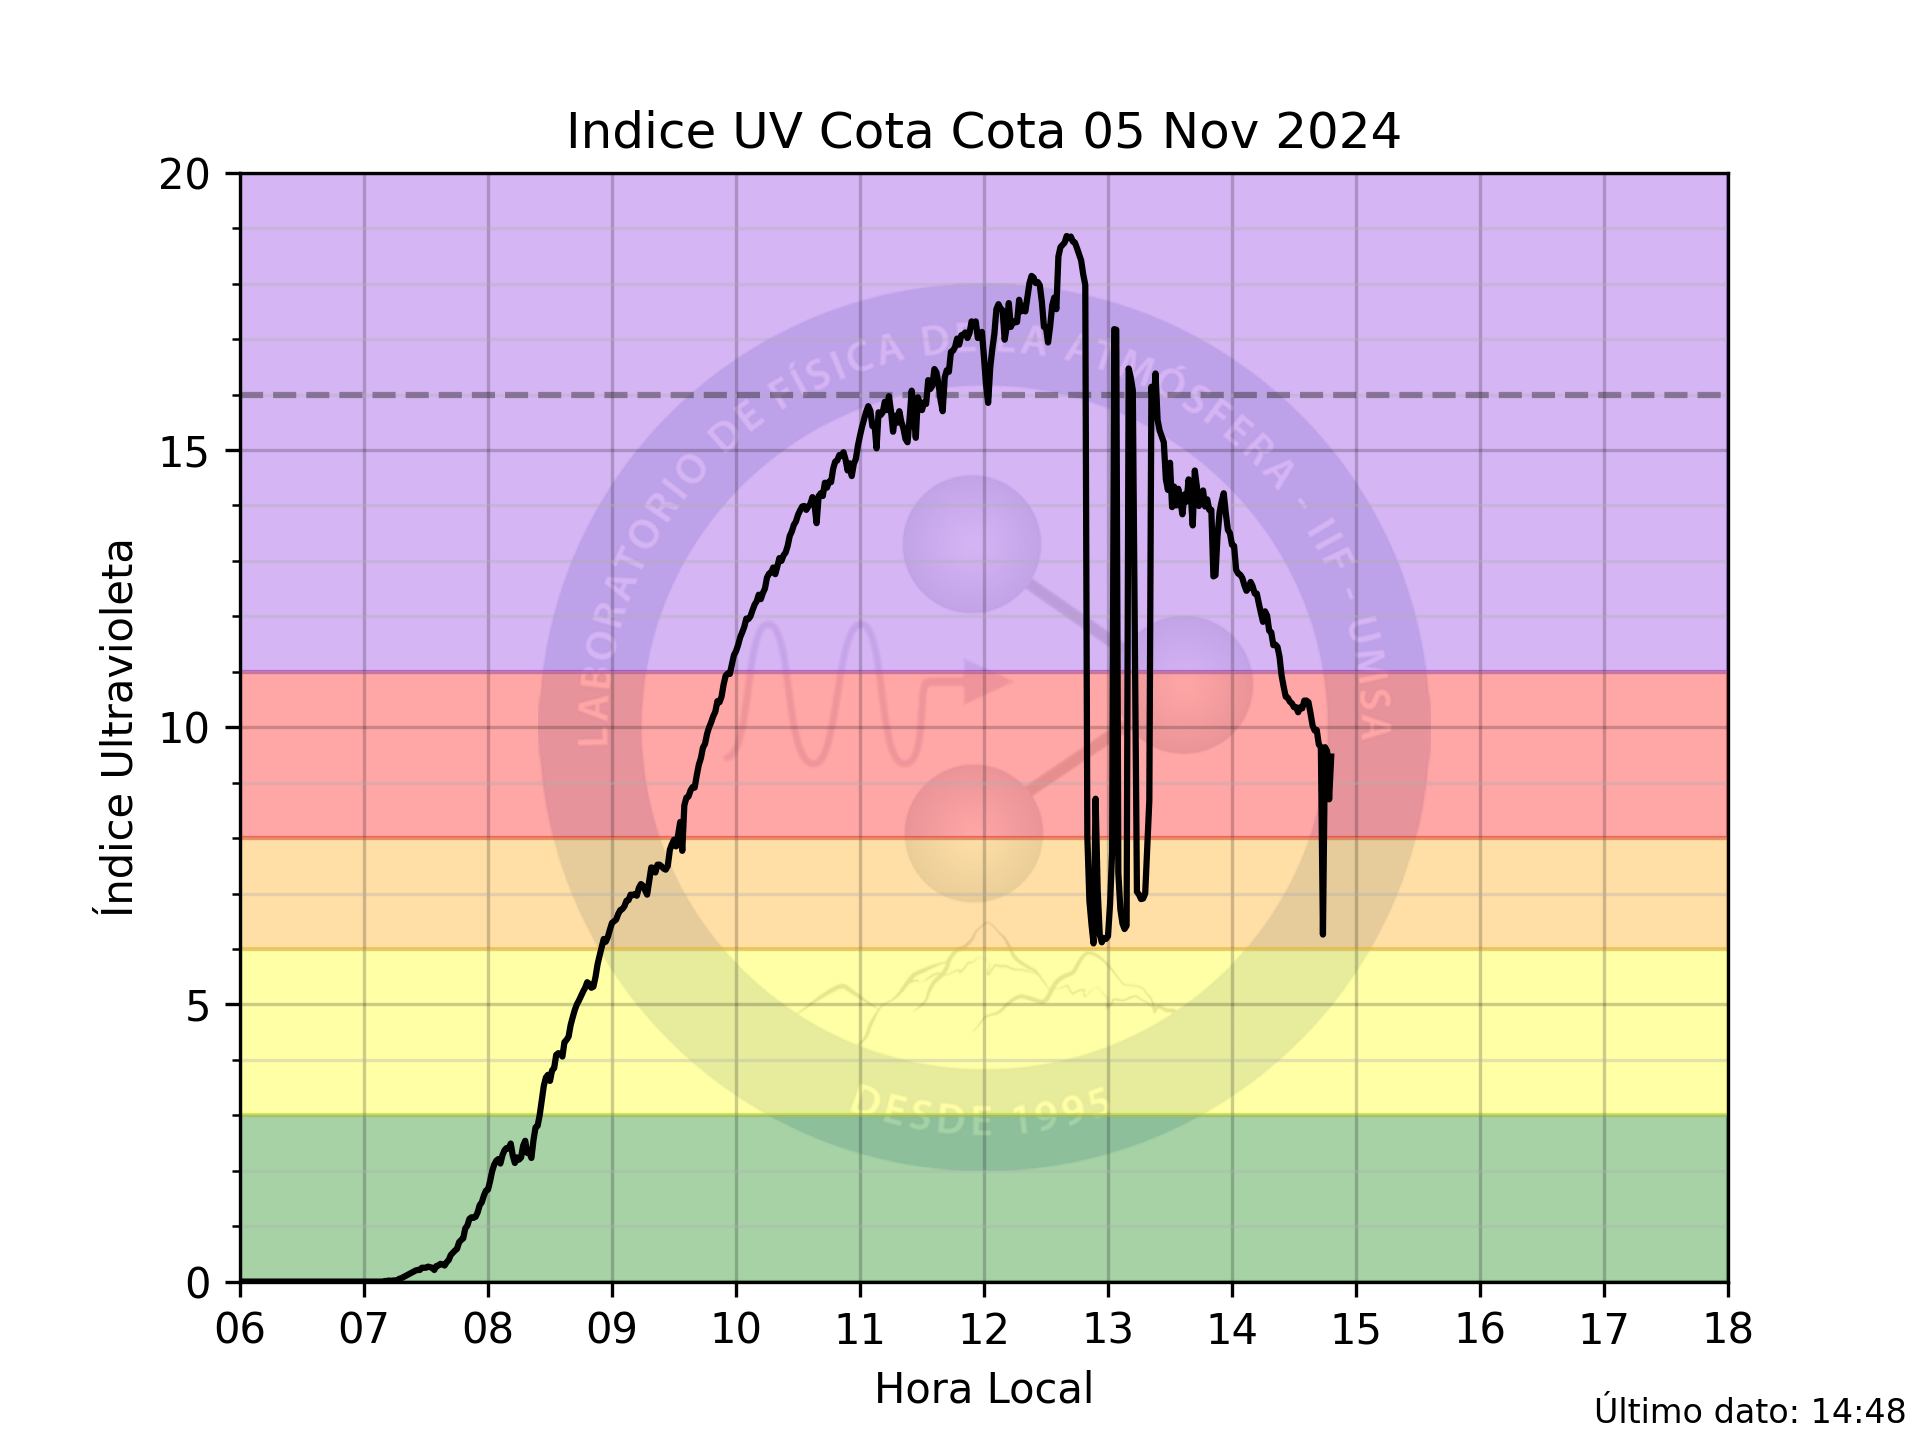 Indice UV Cota Cota 05 Nov 2024
20
15
10
5
0
Índice Ultravioleta
LABORATORIO DE FÍSICA DE LA ATMÓSFERA - IIF - UMSA
DESDE 1995
06 07 08 09 10 11 12 13 14 15 16 17 18
Hora Local
Último dato: 14:48